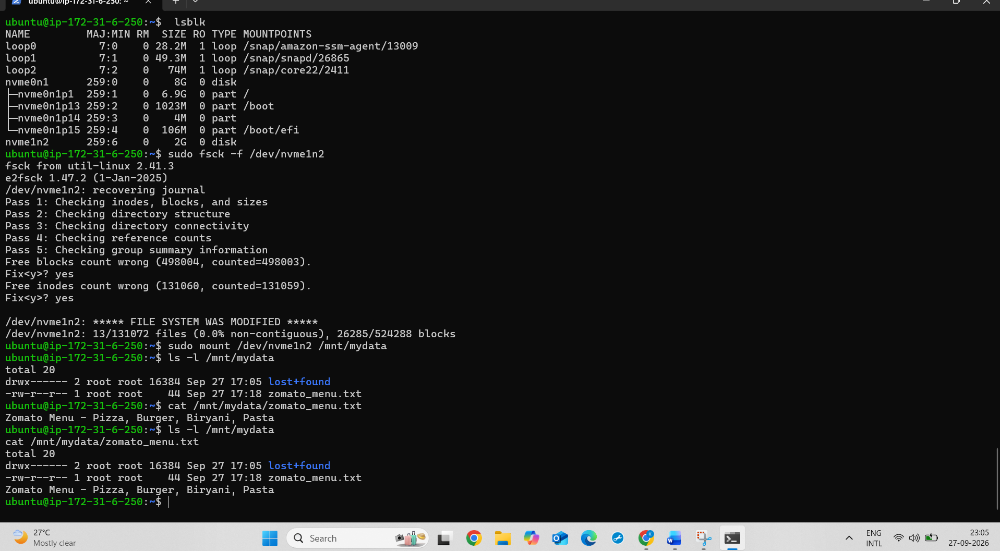 ubuntu@ip-172-31-6-250: ~
ubuntu@ip-172-31-6-250:~$  lsblk
NAME         MAJ:MIN RM  SIZE RO TYPE MOUNTPOINTS
loop0          7:0    0 28.2M  1 loop /snap/amazon-ssm-agent/13009
loop1          7:1    0 49.3M  1 loop /snap/snapd/26865
loop2          7:2    0   74M  1 loop /snap/core22/2411
nvme0n1      259:0    0    8G  0 disk
├─nvme0n1p1  259:1    0  6.9G  0 part /
├─nvme0n1p13 259:2    0 1023M  0 part /boot
├─nvme0n1p14 259:3    0    4M  0 part
└─nvme0n1p15 259:4    0  106M  0 part /boot/efi
nvme1n2      259:6    0    2G  0 disk
ubuntu@ip-172-31-6-250:~$ sudo fsck -f /dev/nvme1n2
fsck from util-linux 2.41.3
e2fsck 1.47.2 (1-Jan-2025)
/dev/nvme1n2: recovering journal
Pass 1: Checking inodes, blocks, and sizes
Pass 2: Checking directory structure
Pass 3: Checking directory connectivity
Pass 4: Checking reference counts
Pass 5: Checking group summary information
Free blocks count wrong (498004, counted=498003).
Fix<y>? yes
Free inodes count wrong (131060, counted=131059).
Fix<y>? yes
/dev/nvme1n2: ***** FILE SYSTEM WAS MODIFIED *****
/dev/nvme1n2: 13/131072 files (0.0% non-contiguous), 26285/524288 blocks
ubuntu@ip-172-31-6-250:~$ sudo mount /dev/nvme1n2 /mnt/mydata
ubuntu@ip-172-31-6-250:~$ ls -l /mnt/mydata
total 20
drwx------ 2 root root 16384 Sep 27 17:05 lost+found
-rw-r--r-- 1 root root    44 Sep 27 17:18 zomato_menu.txt
ubuntu@ip-172-31-6-250:~$ cat /mnt/mydata/zomato_menu.txt
Zomato Menu - Pizza, Burger, Biryani, Pasta
ubuntu@ip-172-31-6-250:~$ ls -l /mnt/mydata
cat /mnt/mydata/zomato_menu.txt
total 20
drwx------ 2 root root 16384 Sep 27 17:05 lost+found
-rw-r--r-- 1 root root    44 Sep 27 17:18 zomato_menu.txt
Zomato Menu - Pizza, Burger, Biryani, Pasta
ubuntu@ip-172-31-6-250:~$
27°C
Mostly clear
Search
ENG
INTL
23:05
27-09-2026